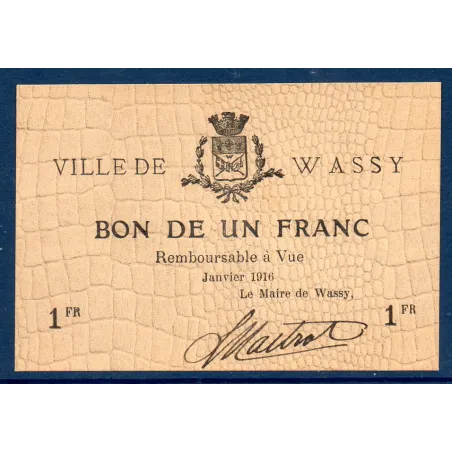 VILLE DE WASSY
BON DE UN FRANC
Remboursable à Vue
Janvier 1916
Le Maire de Wassy,
1 FR 1 FR